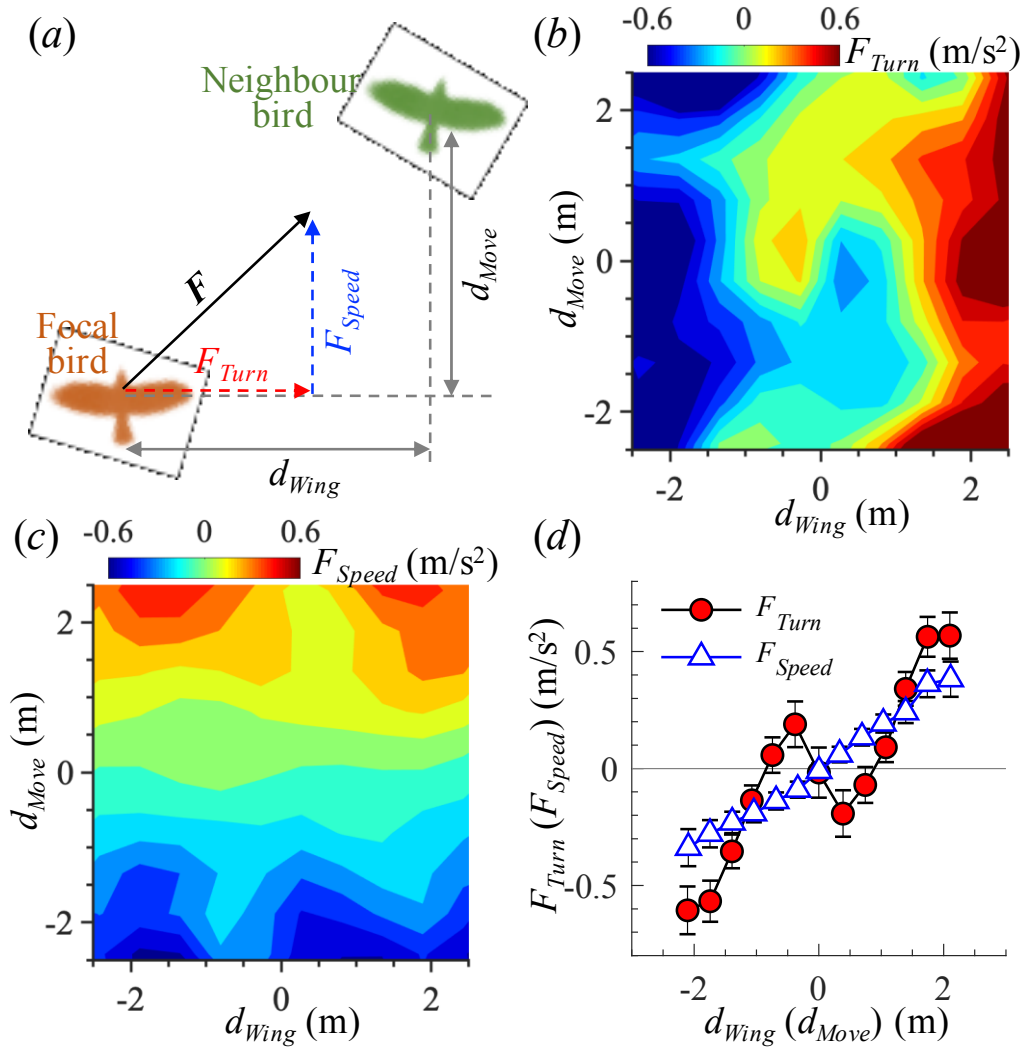 (a)
Neighbour
bird
Focal
bird
F
F_Turn
F_Speed
d_Move
d_Wing
(b)
-0.6 0 0.6
F_Turn (m/s²)
2
0
-2
d_Move (m)
-2 0 2
d_Wing (m)
(c)
-0.6 0 0.6
F_Speed (m/s²)
2
0
-2
d_Move (m)
-2 0 2
d_Wing (m)
(d)
F_Turn
F_Speed
0.5
0
-0.5
F_Turn (F_Speed) (m/s²)
-2 0 2
d_Wing (d_Move) (m)